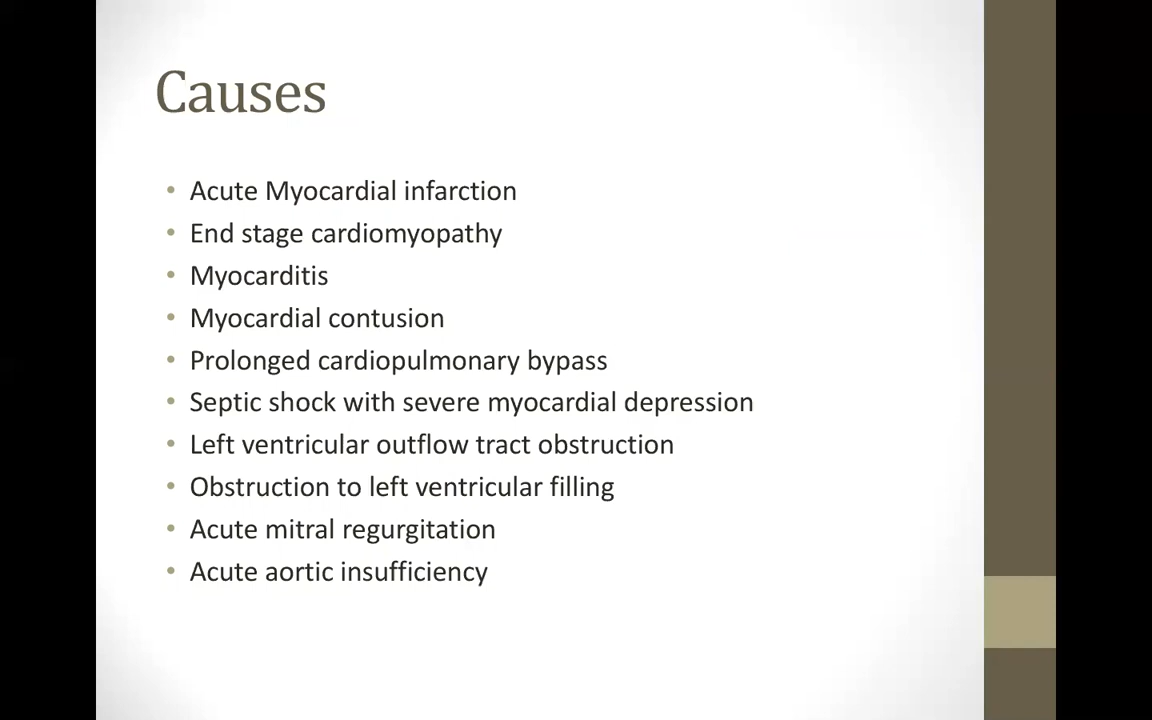 Causes
• Acute Myocardial infarction
• End stage cardiomyopathy
• Myocarditis
• Myocardial contusion
• Prolonged cardiopulmonary bypass
• Septic shock with severe myocardial depression
• Left ventricular outflow tract obstruction
• Obstruction to left ventricular filling
• Acute mitral regurgitation
• Acute aortic insufficiency